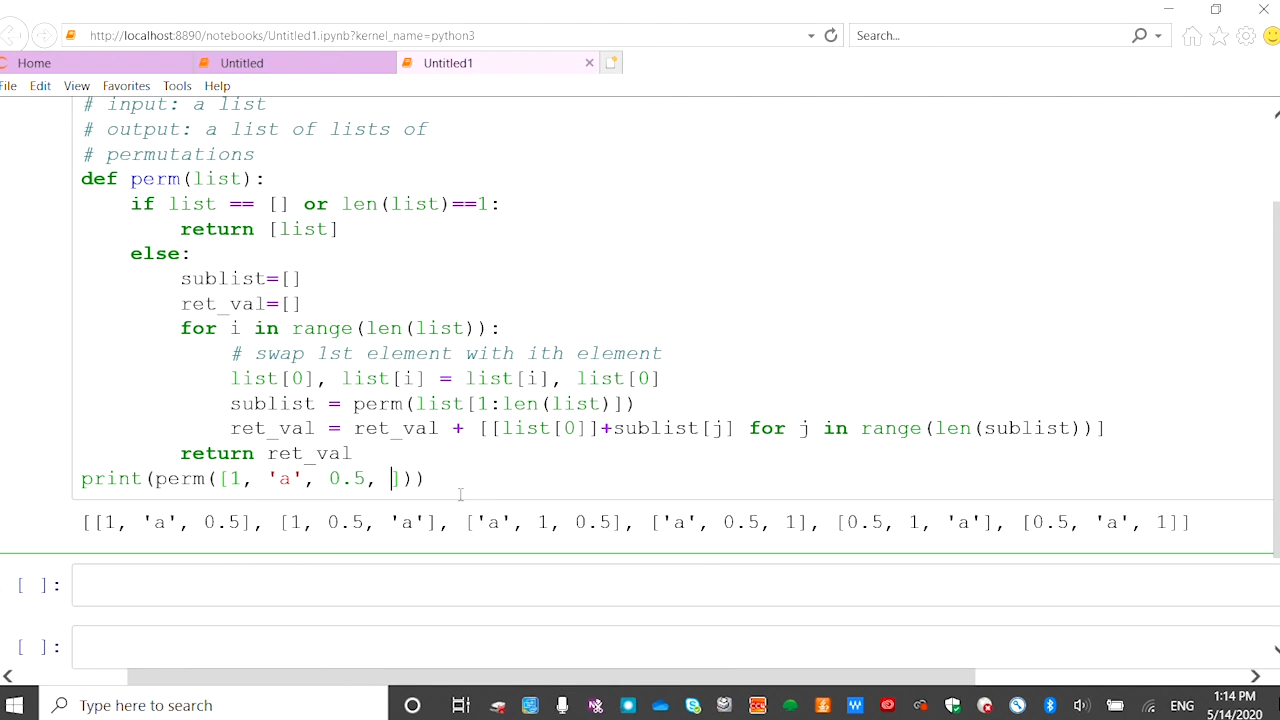 http://localhost:8890/notebooks/Untitled1.ipynb?kernel_name=python3
Search...
Home
Untitled
Untitled1
File Edit View Favorites Tools Help
# input: a list
# output: a list of lists of
# permutations
def perm(list):
    if list == [] or len(list)==1:
        return [list]
    else:
        sublist=[]
        ret_val=[]
        for i in range(len(list)):
            # swap 1st element with ith element
            list[0], list[i] = list[i], list[0]
            sublist = perm(list[1:len(list)])
            ret_val = ret_val + [[list[0]]+sublist[j] for j in range(len(sublist))]
        return ret_val
print(perm([1, 'a', 0.5, ]))
[[1, 'a', 0.5], [1, 0.5, 'a'], ['a', 1, 0.5], ['a', 0.5, 1], [0.5, 1, 'a'], [0.5, 'a', 1]]
[ ]:
[ ]:
Type here to search
ENG
1:14 PM
5/14/2020